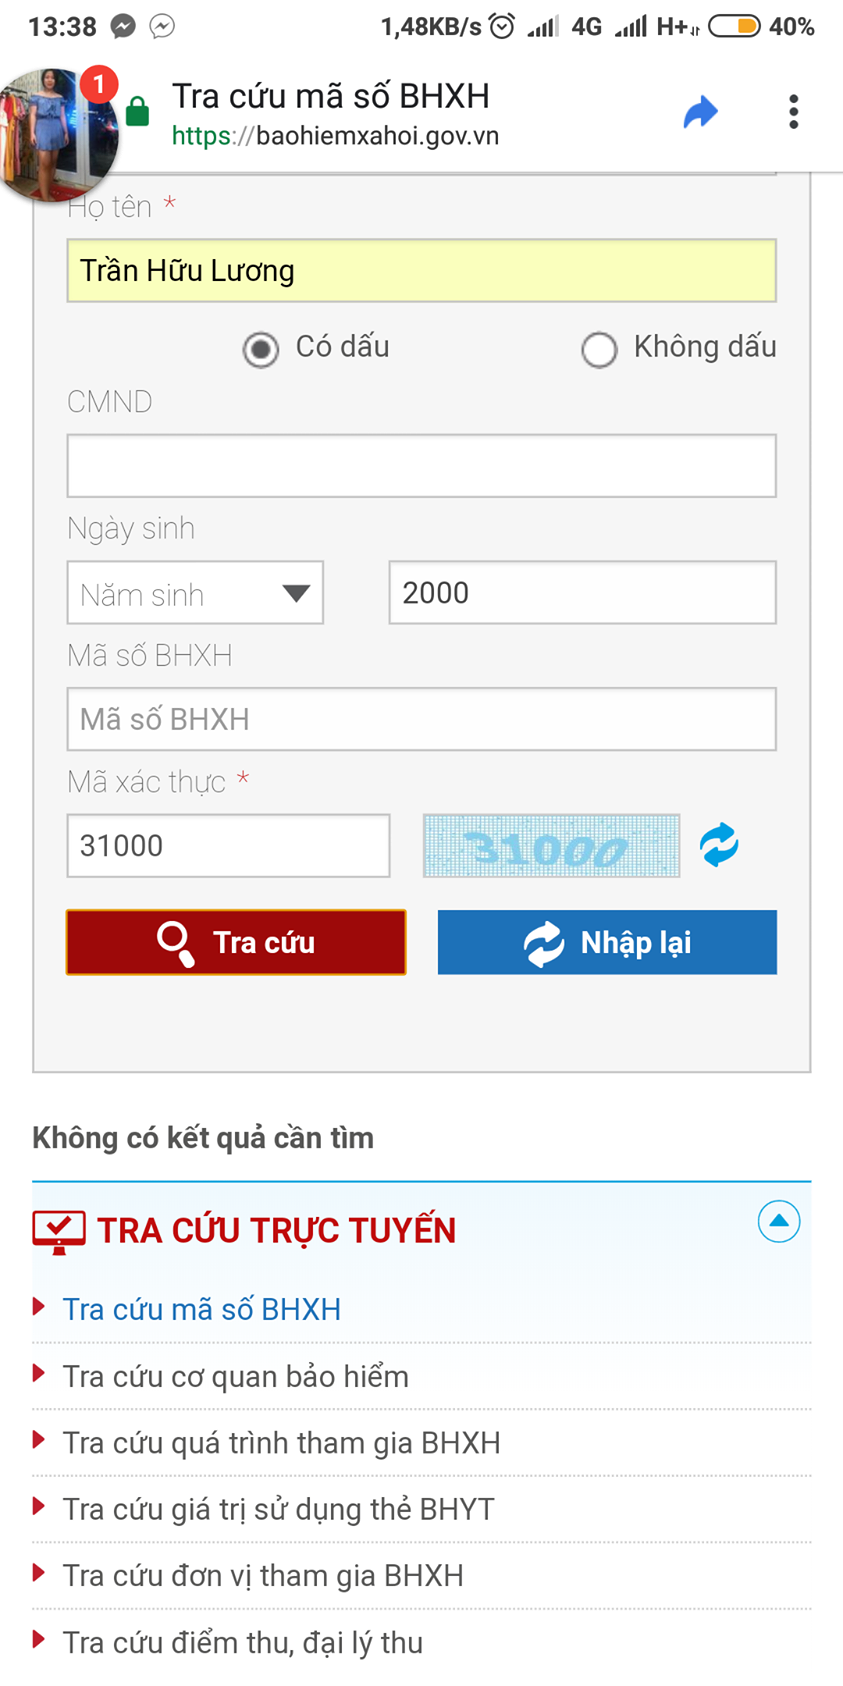 13:38 1,48KB/s 4G H+ 40%
1
Tra cứu mã số BHXH
https://baohiemxahoi.gov.vn
Họ tên *
Trần Hữu Lương
Có dấu Không dấu
CMND
Ngày sinh
Năm sinh 2000
Mã số BHXH
Mã số BHXH
Mã xác thực *
31000 31000
Tra cứu Nhập lại
Không có kết quả cần tìm
TRA CỨU TRỰC TUYẾN
Tra cứu mã số BHXH
Tra cứu cơ quan bảo hiểm
Tra cứu quá trình tham gia BHXH
Tra cứu giá trị sử dụng thẻ BHYT
Tra cứu đơn vị tham gia BHXH
Tra cứu điểm thu, đại lý thu